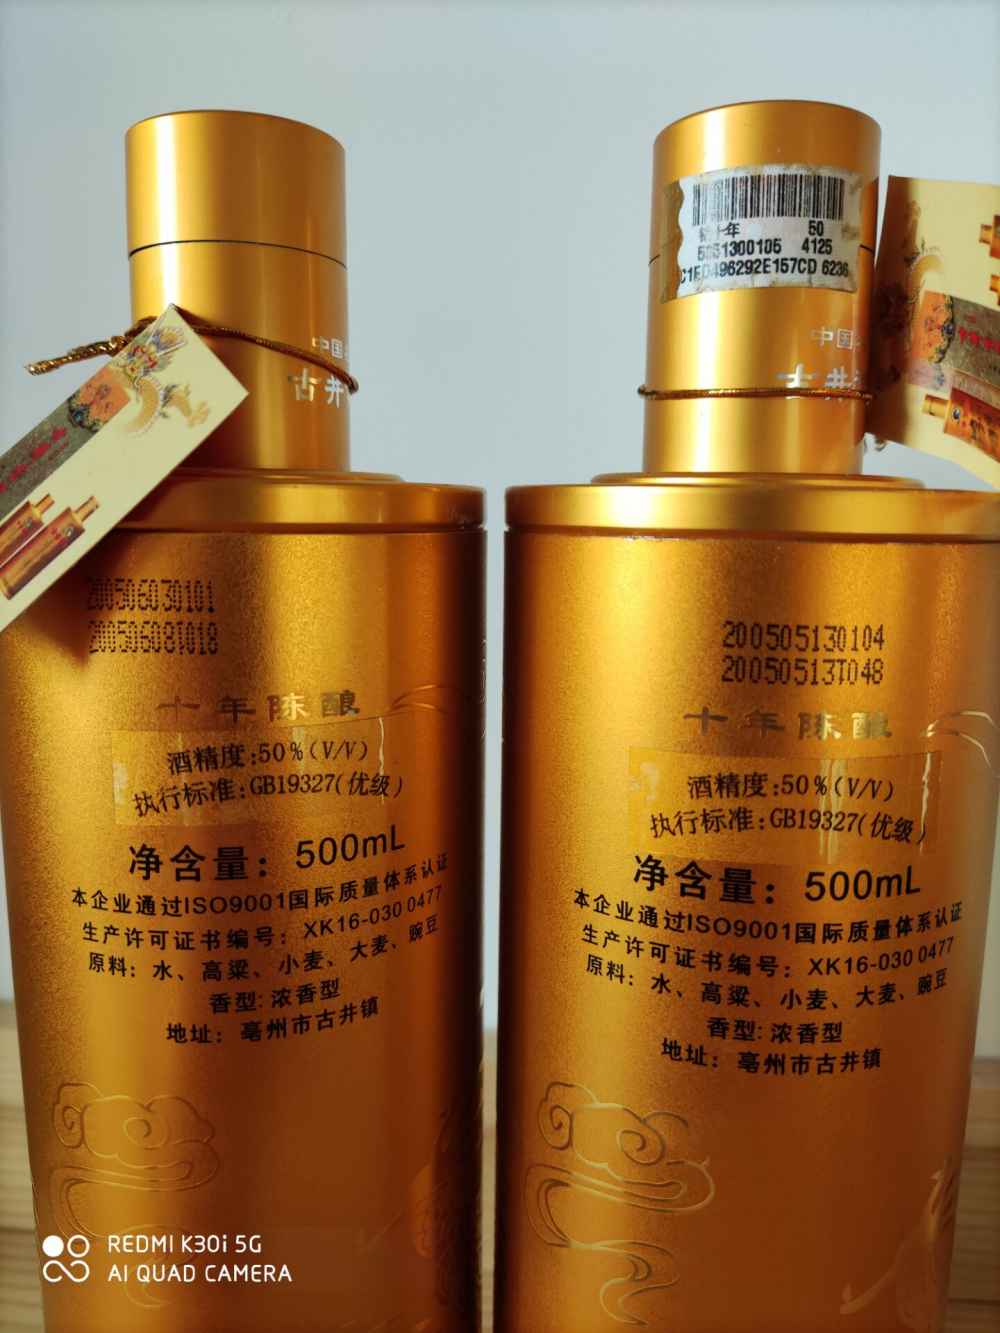 中国
古井
200506030101
20050608T018
十年陈酿
酒精度:50%(V/V)
执行标准:GB19327(优级)
净含量: 500mL
本企业通过ISO9001国际质量体系认证
生产许可证书编号: XK16-030 0477
原料: 水、高粱、小麦、大麦、豌豆
香型: 浓香型
地址: 亳州市古井镇
年 50
4125
6236
中国
古井
200505130104
20050513T048
十年陈酿
酒精度:50%(V/V)
执行标准:GB19327(优级)
净含量: 500mL
本企业通过ISO9001国际质量体系认证
生产许可证书编号: XK16-030 0477
原料: 水、高粱、小麦、大麦、豌豆
香型: 浓香型
地址: 亳州市古井镇
REDMI K30i 5G
AI QUAD CAMERA